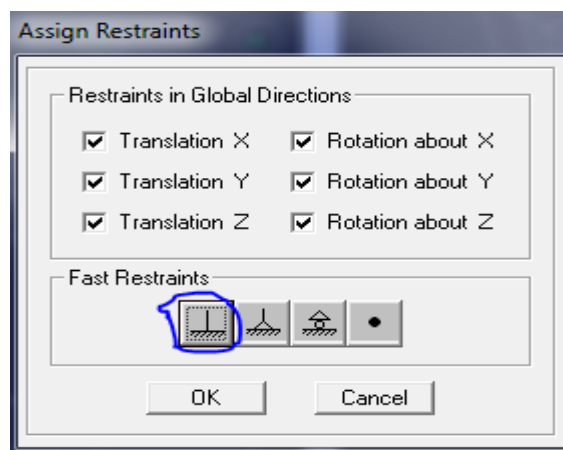 Assign Restraints
Restraints in Global Directions
Translation X
Rotation about X
Translation Y
Rotation about Y
Translation Z
Rotation about Z
Fast Restraints
OK
Cancel